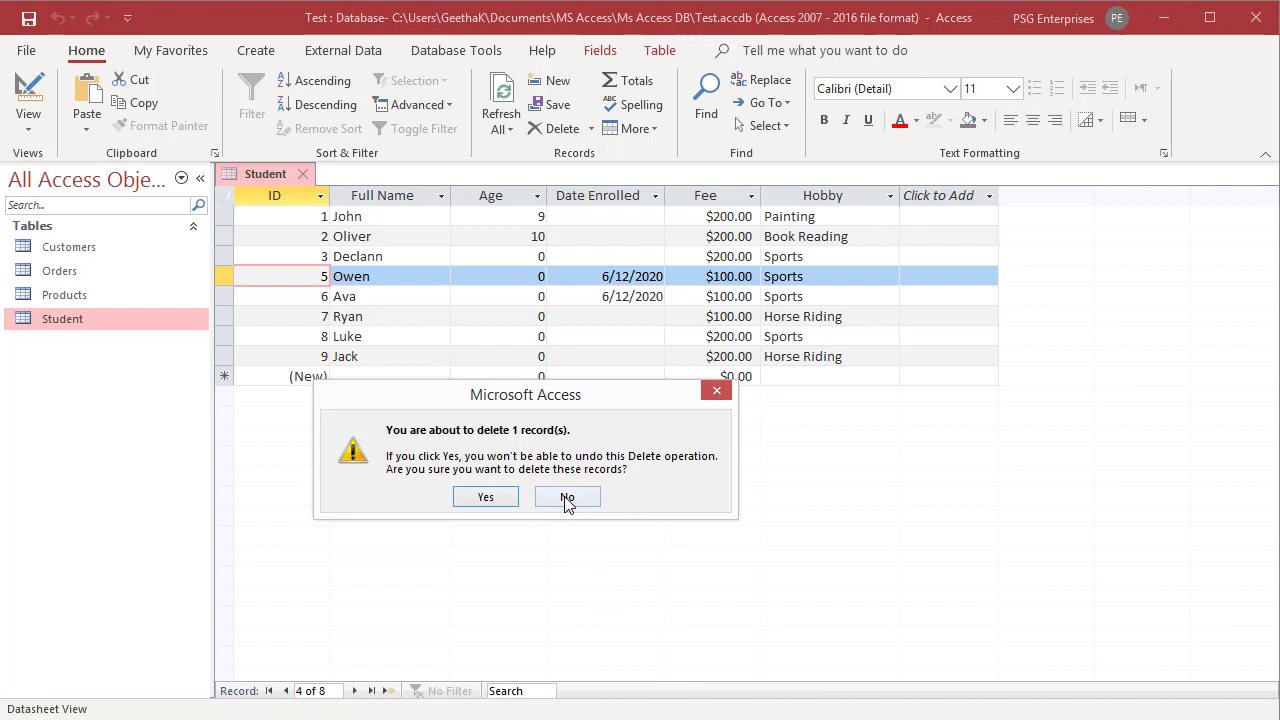 Test : Database- C:\Users\GeethaK\Documents\MS Access\Ms Access DB\Test.accdb (Access 2007 - 2016 file format) - Access PSG Enterprises PE
File Home My Favorites Create External Data Database Tools Help Fields Table Tell me what you want to do
View
Views
Paste
Cut
Copy
Format Painter
Clipboard
Filter
Ascending
Descending
Remove Sort
Selection
Advanced
Toggle Filter
Sort & Filter
Refresh
All
New
Save
Delete
Totals
Spelling
More
Records
Find
Replace
Go To
Select
Find
Calibri (Detail) 11
B I U A
Text Formatting
All Access Obje...
Search...
Tables
Customers
Orders
Products
Student
Student
ID Full Name Age Date Enrolled Fee Hobby Click to Add
1 John 9 $200.00 Painting
2 Oliver 10 $200.00 Book Reading
3 Declann 0 $200.00 Sports
5 Owen 0 6/12/2020 $100.00 Sports
6 Ava 0 6/12/2020 $100.00 Sports
7 Ryan 0 $100.00 Horse Riding
8 Luke 0 $200.00 Sports
9 Jack 0 $200.00 Horse Riding
(New) 0 $0.00
Microsoft Access
You are about to delete 1 record(s).
If you click Yes, you won't be able to undo this Delete operation.
Are you sure you want to delete these records?
Yes No
Record: 4 of 8 No Filter Search
Datasheet View